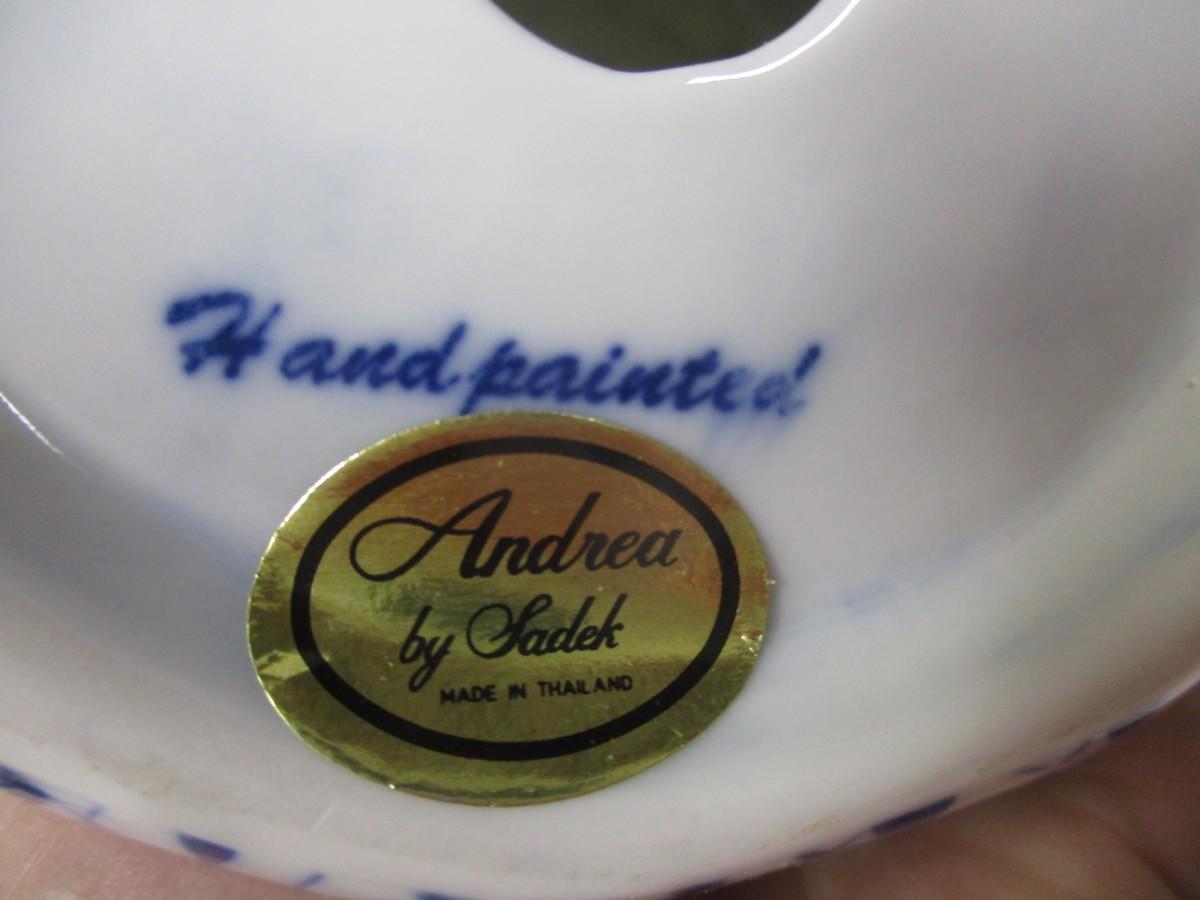 Hand painted
Andrea
by Sadek
MADE IN THAILAND